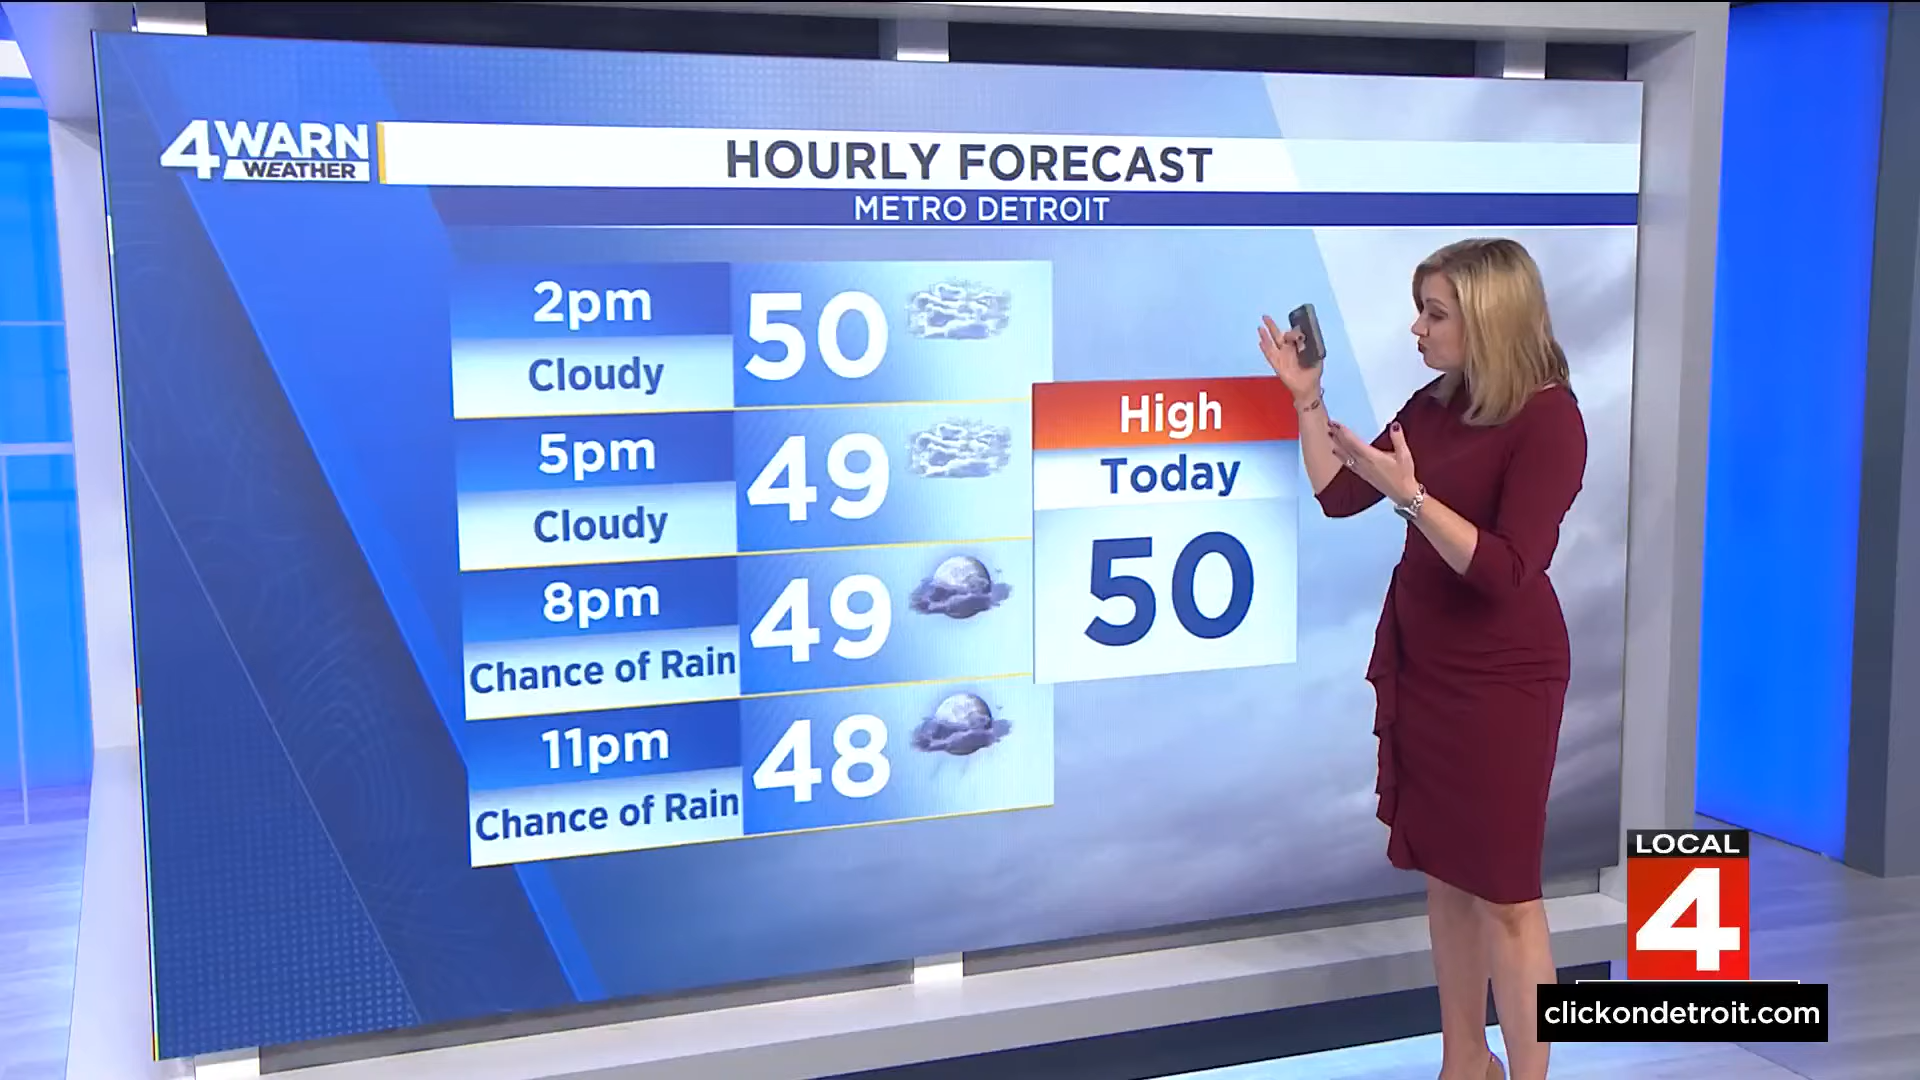 4WARN
WEATHER
HOURLY FORECAST
METRO DETROIT
2pm
Cloudy
50
5pm
Cloudy
49
8pm
Chance of Rain
49
11pm
Chance of Rain
48
High
Today
50
LOCAL
4
clickondetroit.com